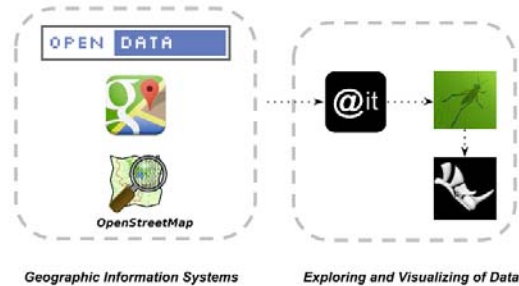 OPEN DATA
@it
OpenStreetMap
Geographic Information Systems
Exploring and Visualizing of Data